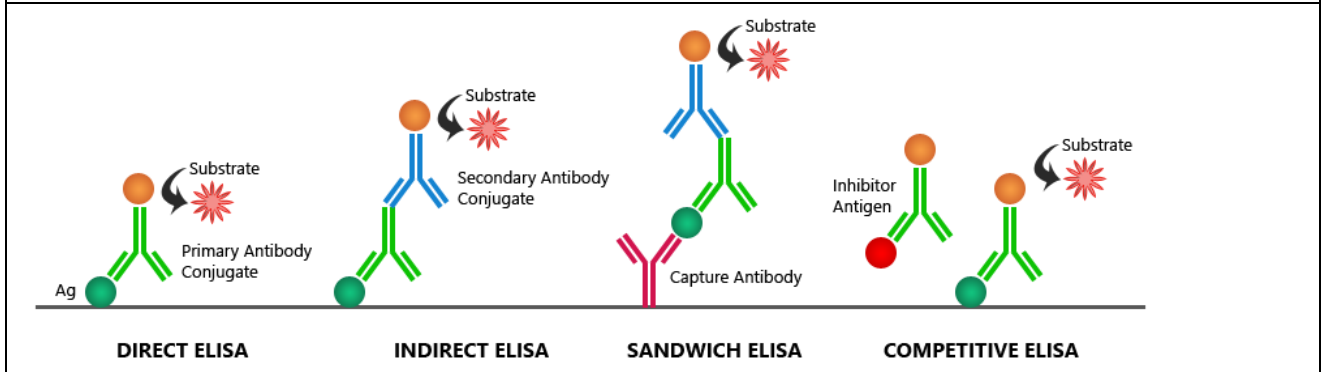 Substrate
Primary Antibody
Conjugate
Ag
DIRECT ELISA
Substrate
Secondary Antibody
Conjugate
INDIRECT ELISA
Substrate
Capture Antibody
SANDWICH ELISA
Inhibitor
Antigen
Substrate
COMPETITIVE ELISA